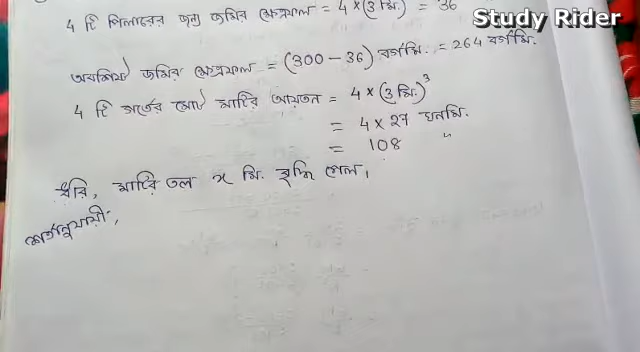 Study Rider
4 টি পিলারের জন্য জমির ক্ষেত্রফল = 4 × (3 মি.)² = 36
অবশিষ্ট জমির ক্ষেত্রফল = (300 – 36) বর্গমি. = 264 বর্গমি.
4 টি গর্তের মোট মাটির আয়তন = 4 × (3 মি.)³
= 4 × 27 ঘনমি.
= 108 "
ধরি, মাটির তল x মি. বৃদ্ধি পেল।
শর্তানুযায়ী,